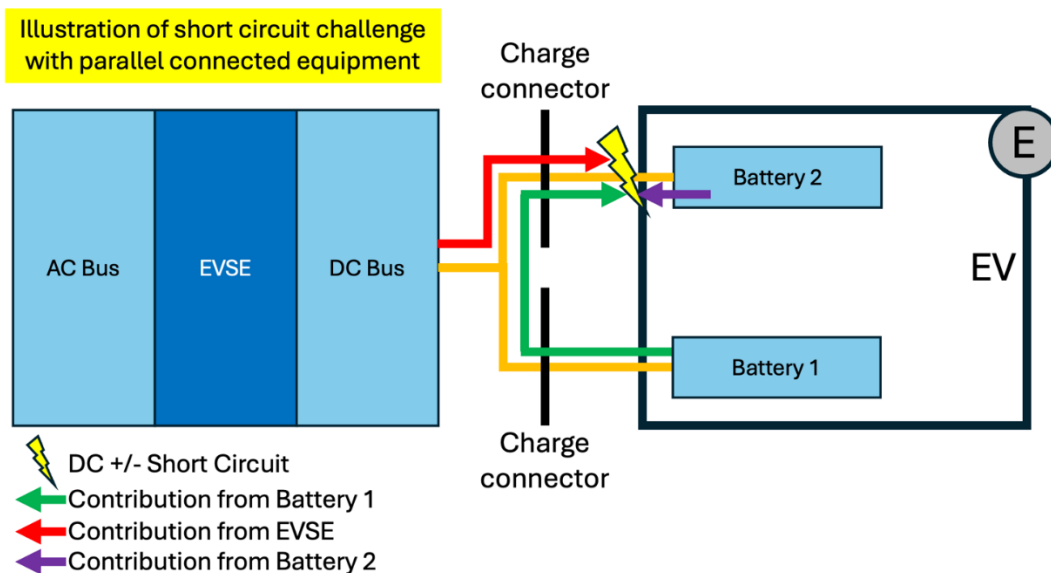 Illustration of short circuit challenge
with parallel connected equipment
Charge
connector
AC Bus
EVSE
DC Bus
Battery 2
E
EV
Battery 1
Charge
connector
DC +/- Short Circuit
Contribution from Battery 1
Contribution from EVSE
Contribution from Battery 2